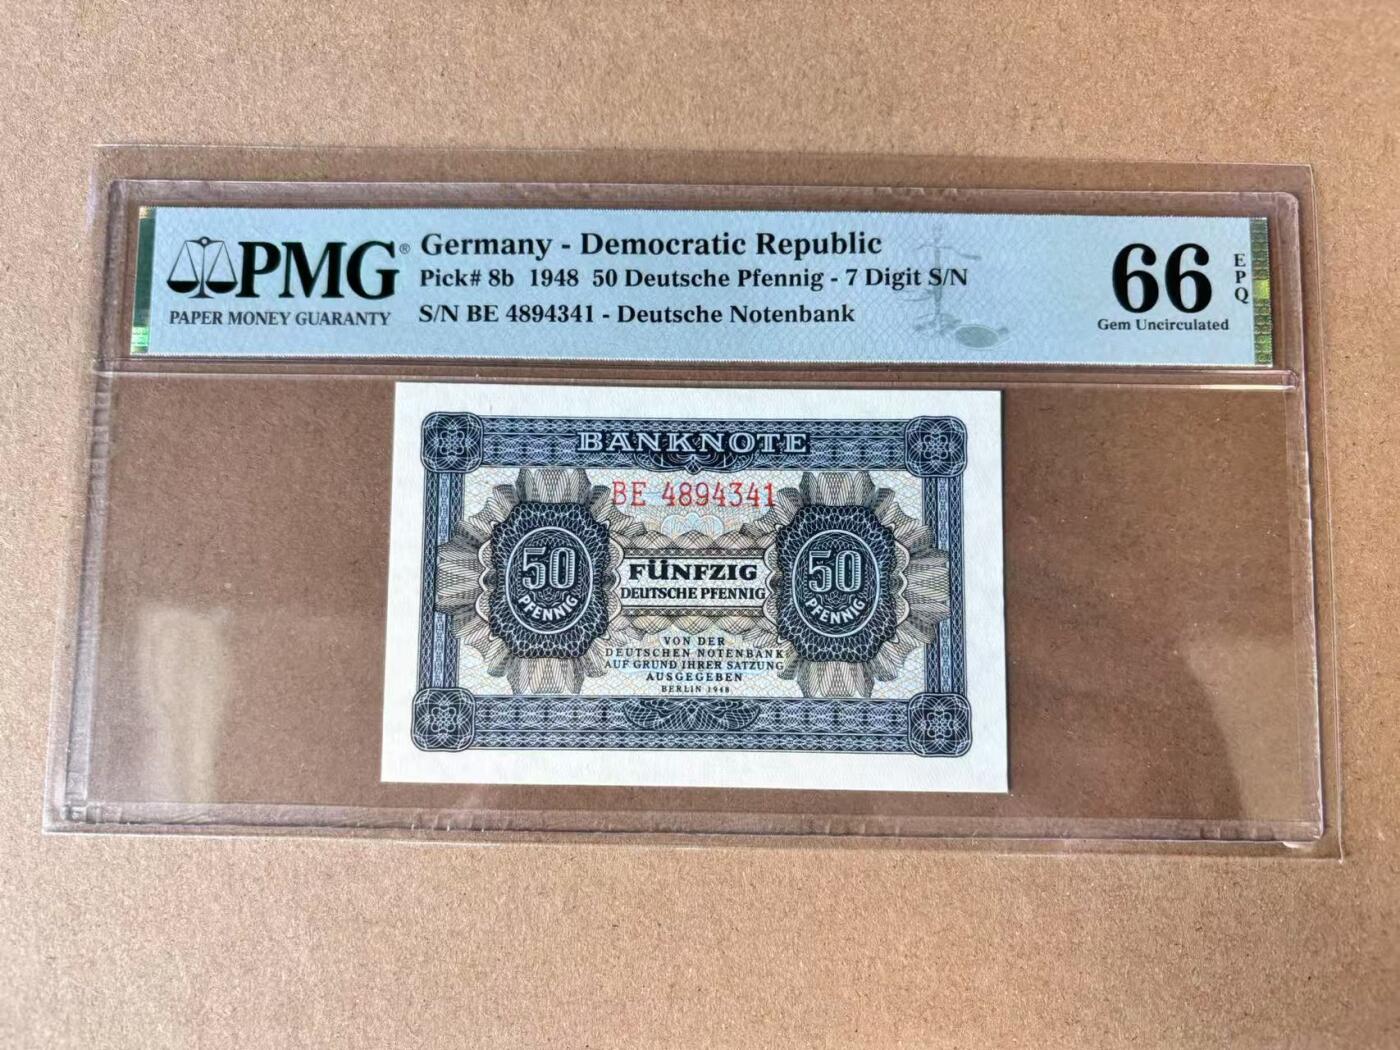 PMG®
PAPER MONEY GUARANTY
Germany - Democratic Republic
Pick# 8b 1948 50 Deutsche Pfennig - 7 Digit S/N
S/N BE 4894341 - Deutsche Notenbank
66
EPQ
Gem Uncirculated
BANKNOTE
BE 4894341
50
PFENNIG
FÜNFZIG
DEUTSCHE PFENNIG
50
PFENNIG
VON DER
DEUTSCHEN NOTENBANK
AUF GRUND IHRER SATZUNG
AUSGEGEBEN
BERLIN 1948